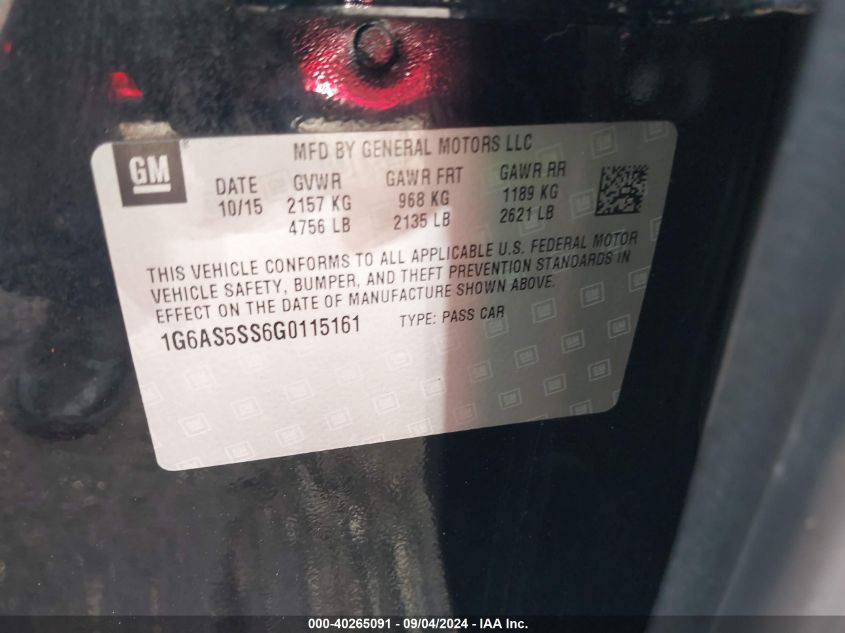 GM
MFD BY GENERAL MOTORS LLC
DATE GVWR GAWR FRT GAWR RR
10/15 2157 KG 968 KG 1189 KG
4756 LB 2135 LB 2621 LB
THIS VEHICLE CONFORMS TO ALL APPLICABLE U.S. FEDERAL MOTOR
VEHICLE SAFETY, BUMPER, AND THEFT PREVENTION STANDARDS IN
EFFECT ON THE DATE OF MANUFACTURE SHOWN ABOVE.
1G6AS5SS6G0115161 TYPE: PASS CAR
000-40265091 - 09/04/2024 - IAA Inc.